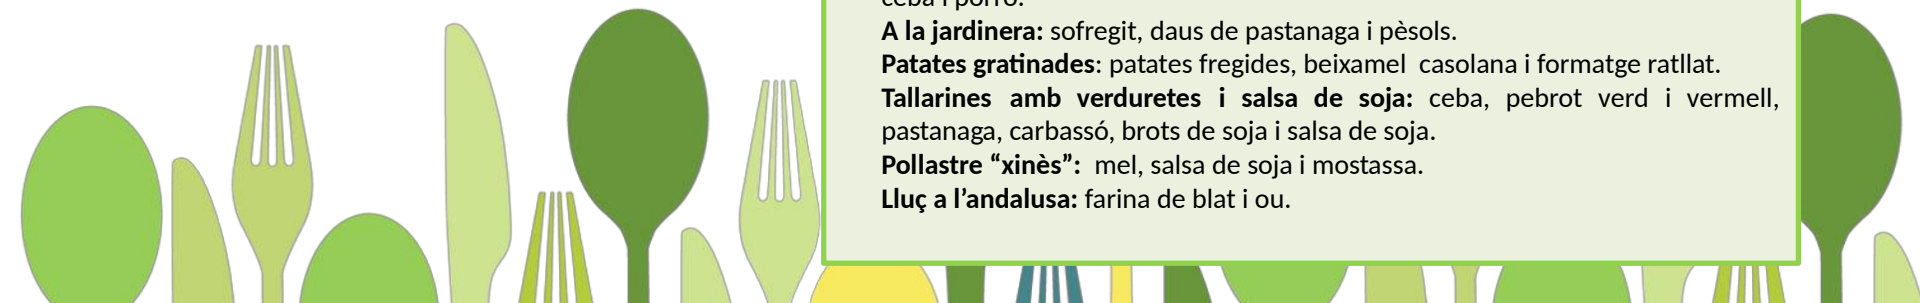 ceba i porro.
A la jardinera: sofregit, daus de pastanaga i pèsols.
Patates gratinades: patates fregides, beixamel  casolana i formatge ratllat.
Tallarines amb verduretes i salsa de soja: ceba, pebrot verd i vermell,
pastanaga, carbassó, brots de soja i salsa de soja.
Pollastre “xinès”:  mel, salsa de soja i mostassa.
Lluç a l’andalusa: farina de blat i ou.